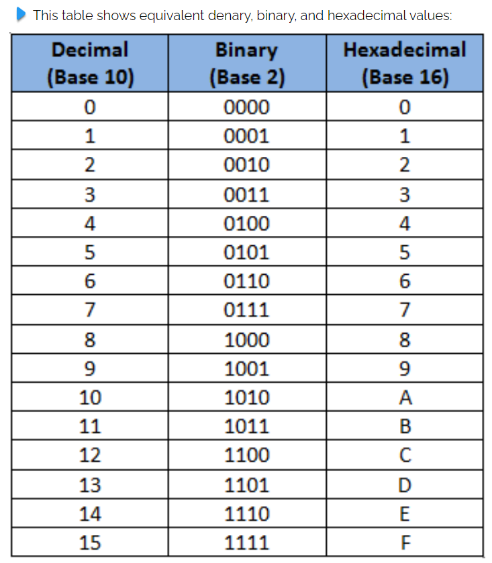 This table shows equivalent denary, binary, and hexadecimal values:
Decimal (Base 10) Binary (Base 2) Hexadecimal (Base 16)
0 0000 0
1 0001 1
2 0010 2
3 0011 3
4 0100 4
5 0101 5
6 0110 6
7 0111 7
8 1000 8
9 1001 9
10 1010 A
11 1011 B
12 1100 C
13 1101 D
14 1110 E
15 1111 F